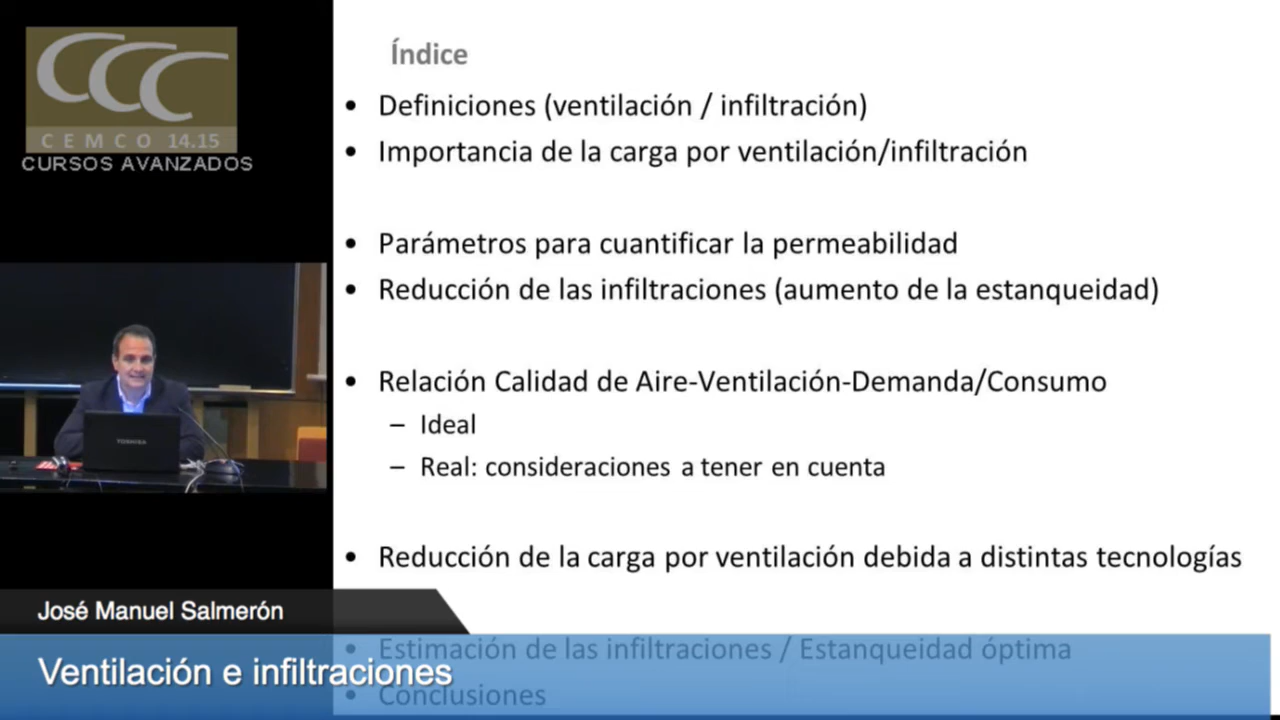 CCC
CEMCO 14.15
CURSOS AVANZADOS
Índice
• Definiciones (ventilación / infiltración)
• Importancia de la carga por ventilación/infiltración
• Parámetros para cuantificar la permeabilidad
• Reducción de las infiltraciones (aumento de la estanqueidad)
• Relación Calidad de Aire-Ventilación-Demanda/Consumo
– Ideal
– Real: consideraciones a tener en cuenta
• Reducción de la carga por ventilación debida a distintas tecnologías
• Estimación de las infiltraciones / Estanqueidad óptima
• Conclusiones
TOSHIBA
José Manuel Salmerón
Ventilación e infiltraciones